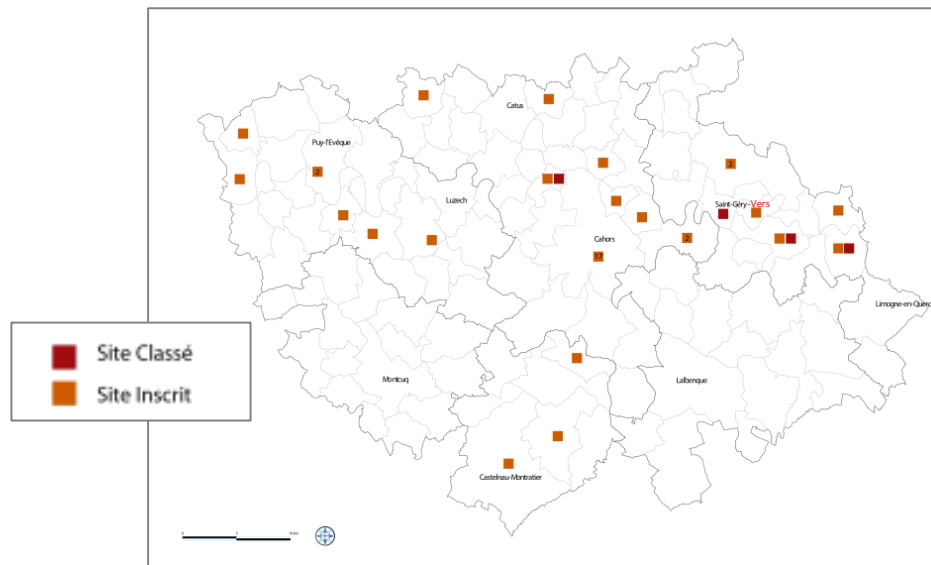 Catus
Puy-l'Evêque
2
2
Luzech
Saint-Géry-Vers
Cahors
2
17
Limogne-en-Querc
Site Classé
Site Inscrit
Montcuq
Lalbenque
Castelnau-Montratier